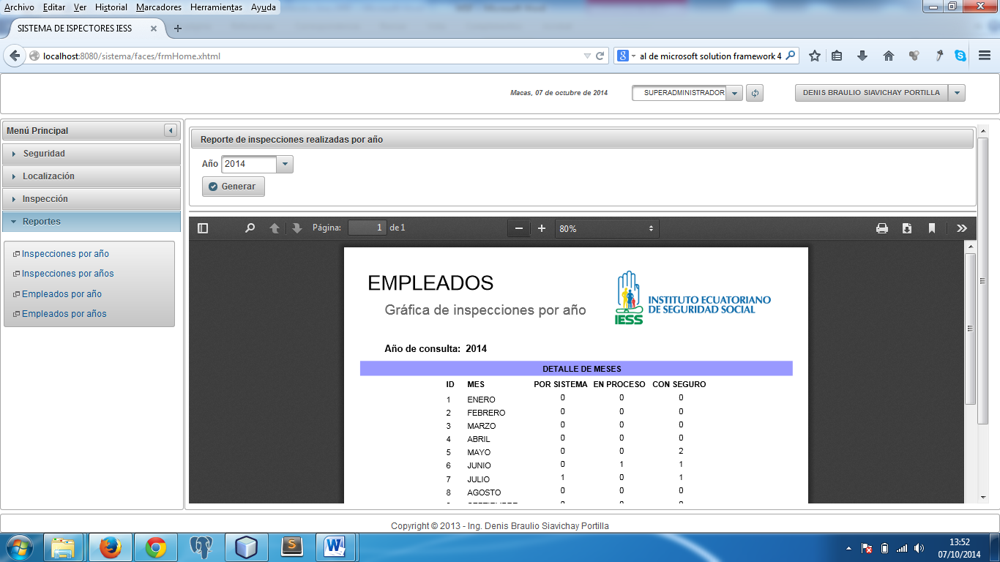 Archivo Editar Ver Historial Marcadores Herramientas Ayuda
SISTEMA DE ISPECTORES IESS
localhost:8080/sistema/faces/frmHome.xhtml
al de microsoft solution framework 4
Macas, 07 de octubre de 2014
SUPERADMINISTRADOR
DENIS BRAULIO SIAVICHAY PORTILLA
Menú Principal
Seguridad
Localización
Inspección
Reportes
Inspecciones por año
Inspecciones por años
Empleados por año
Empleados por años
Reporte de inspecciones realizadas por año
Año 2014
Generar
Página: 1 de 1
80%
EMPLEADOS
Gráfica de inspecciones por año
IESS
INSTITUTO ECUATORIANO
DE SEGURIDAD SOCIAL
Año de consulta: 2014
DETALLE DE MESES
ID MES POR SISTEMA EN PROCESO CON SEGURO
1 ENERO 0 0 0
2 FEBRERO 0 0 0
3 MARZO 0 0 0
4 ABRIL 0 0 0
5 MAYO 0 0 2
6 JUNIO 0 1 1
7 JULIO 1 0 1
8 AGOSTO 0 0 0
Copyright © 2013 - Ing. Denis Braulio Siavichay Portilla
13:52
07/10/2014